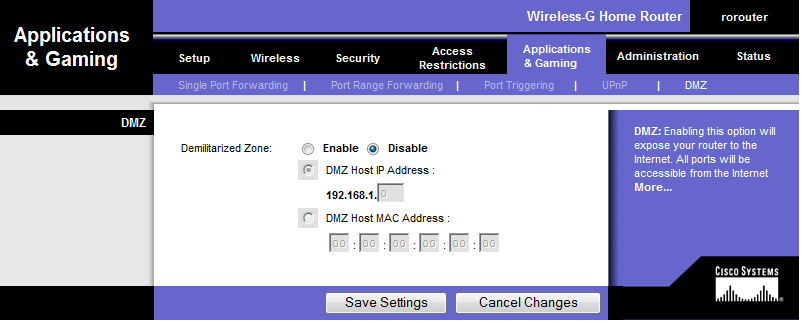 Applications
& Gaming
Wireless-G Home Router
rorouter
Setup
Wireless
Security
Access
Restrictions
Applications
& Gaming
Administration
Status
Single Port Forwarding | Port Range Forwarding | Port Triggering | UPnP | DMZ
DMZ
Demilitarized Zone: Enable Disable
DMZ Host IP Address :
192.168.1. 0
DMZ Host MAC Address :
00 : 00 : 00 : 00 : 00 : 00
DMZ: Enabling this option will
expose your router to the
Internet. All ports will be
accessible from the Internet
More...
CISCO SYSTEMS
Save Settings
Cancel Changes